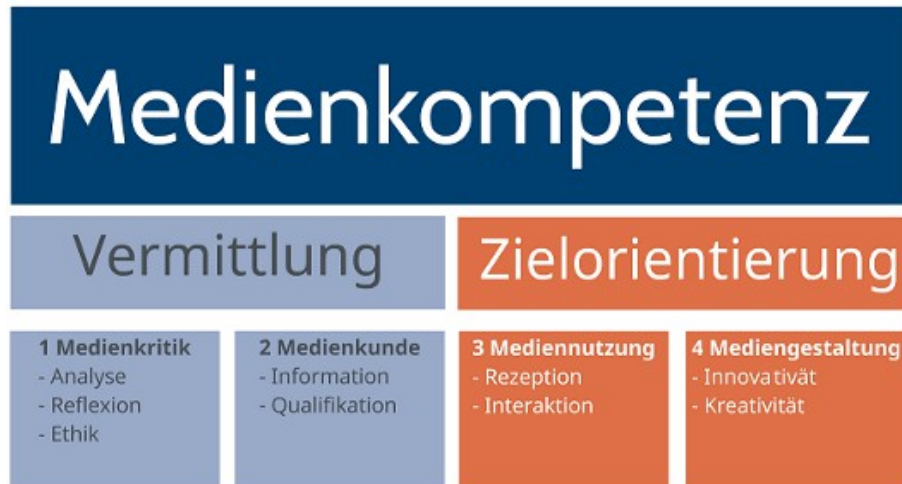 Medienkompetenz
Vermittlung
Zielorientierung
1 Medienkritik
- Analyse
- Reflexion
- Ethik
2 Medienkunde
- Information
- Qualifikation
3 Mediennutzung
- Rezeption
- Interaktion
4 Mediengestaltung
- Innovativät
- Kreativität